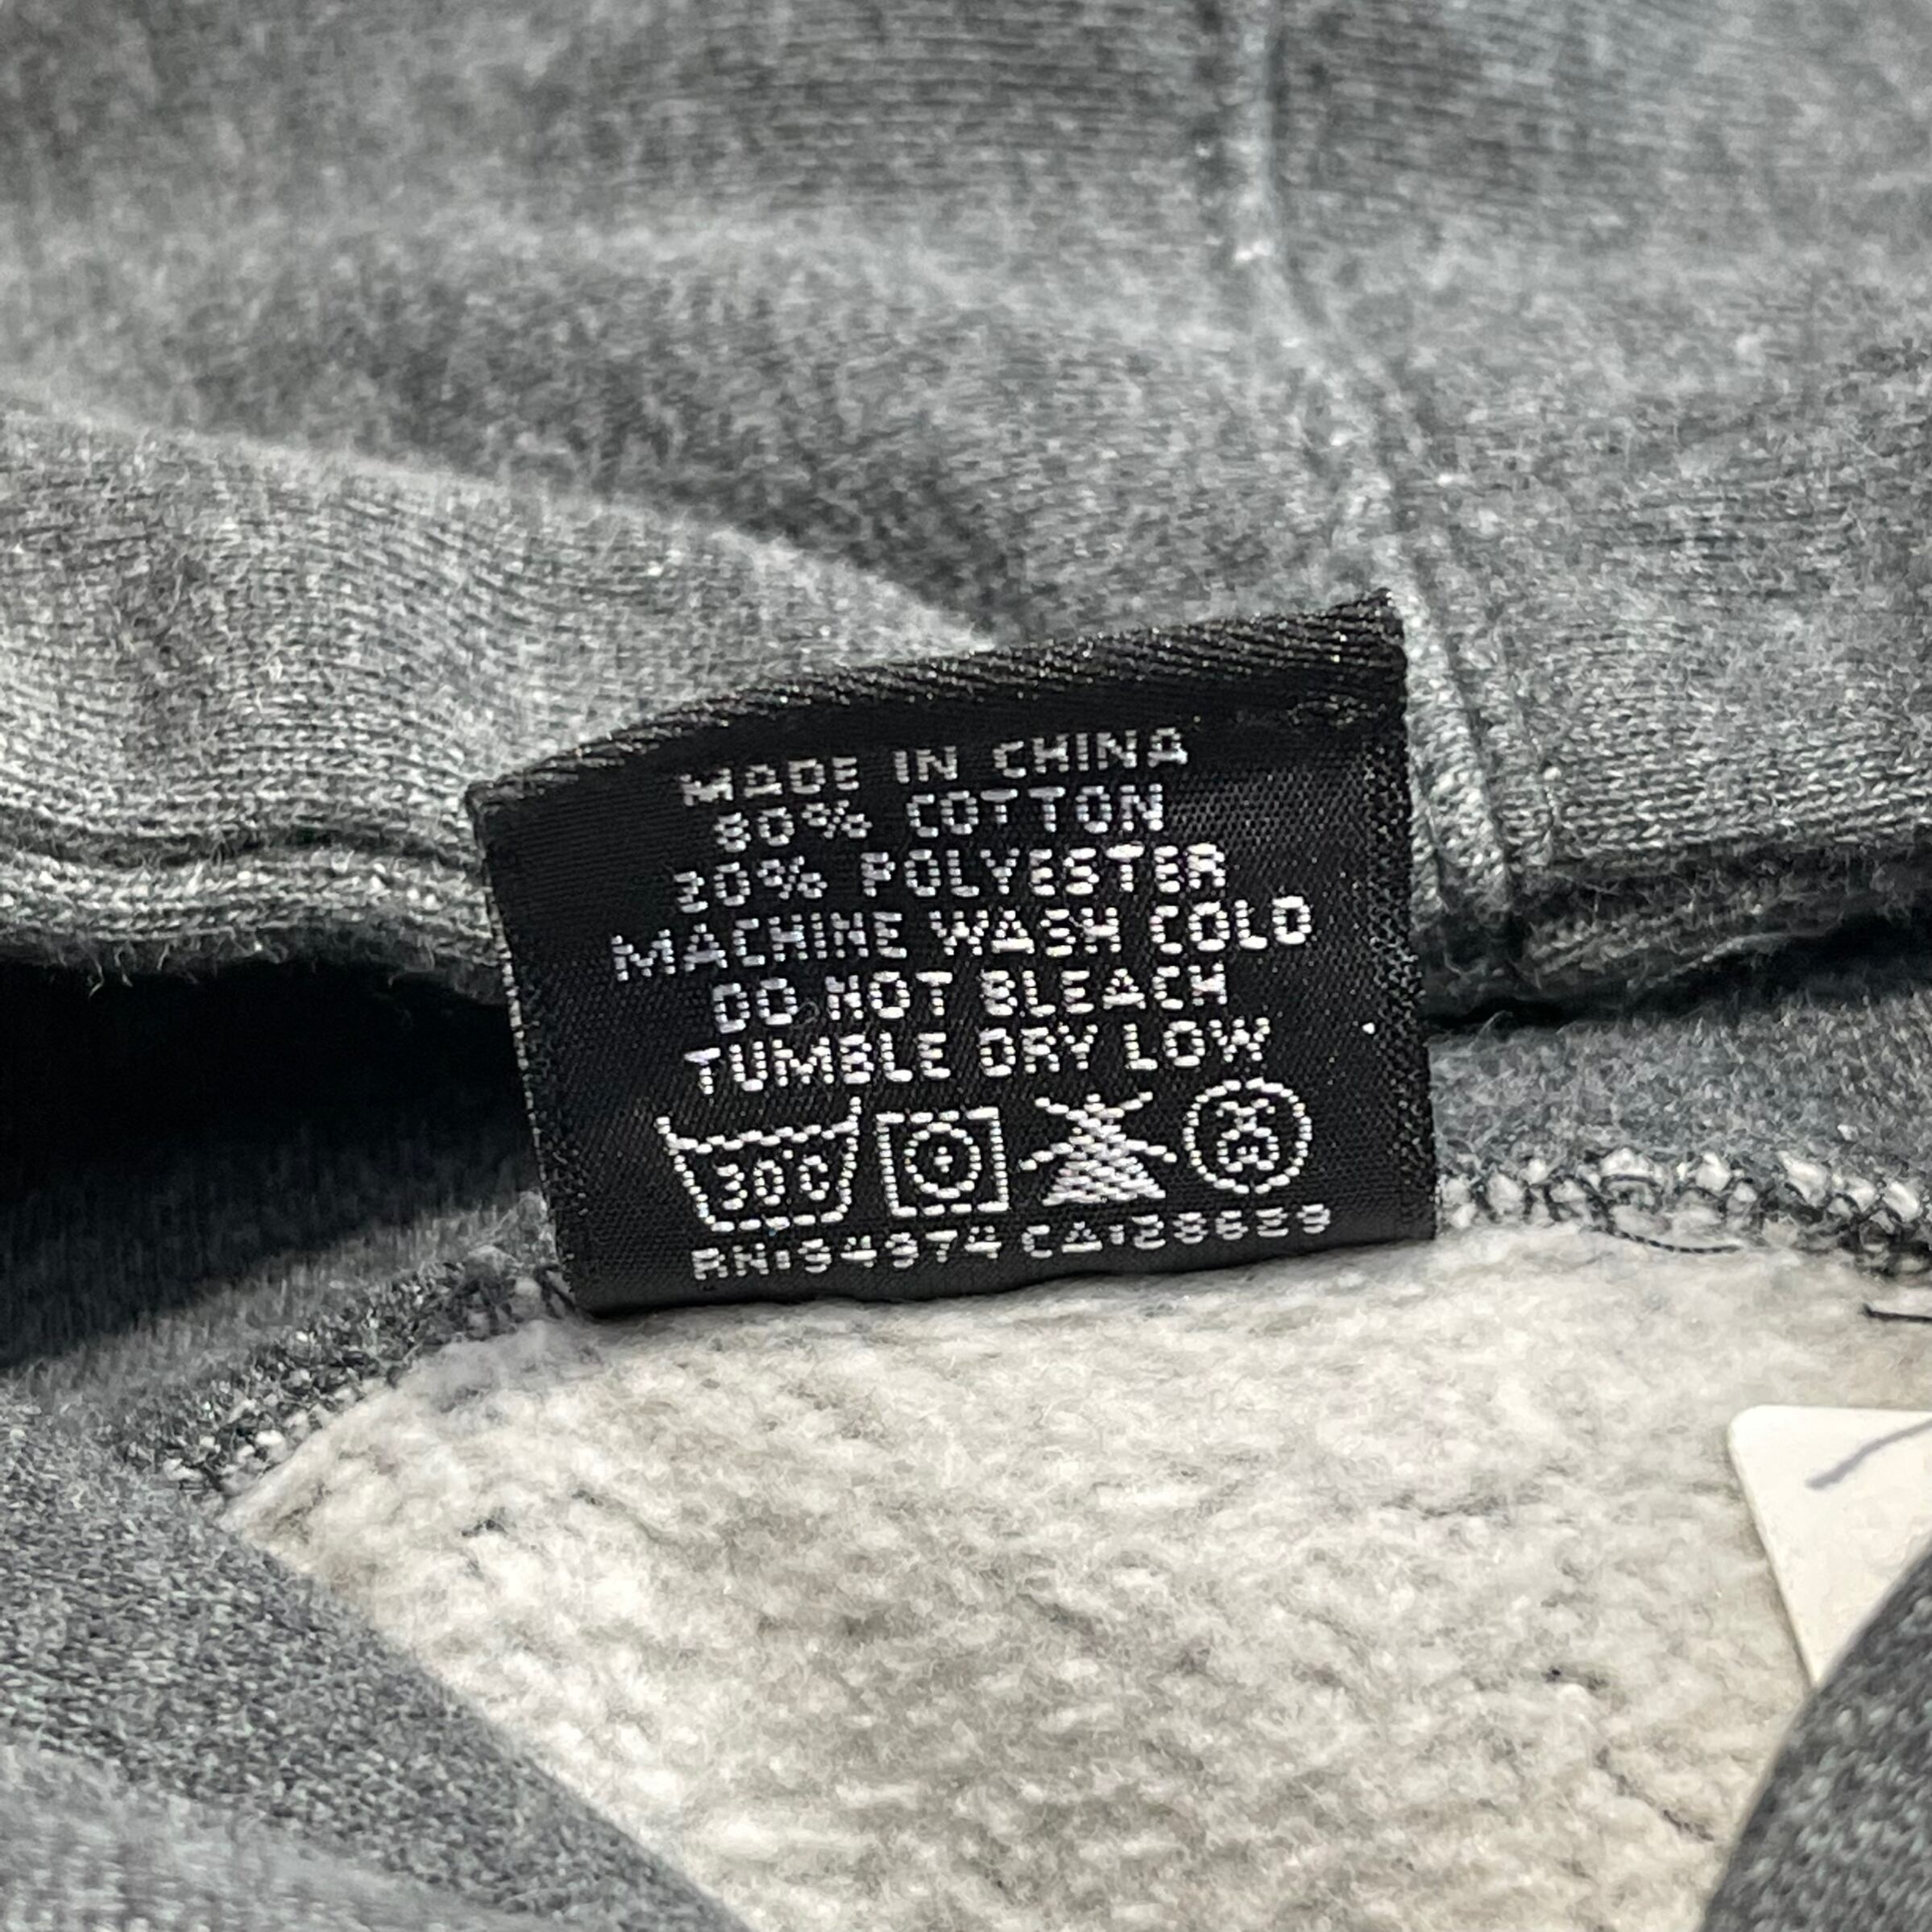 MADE IN CHINA
80% COTTON
20% POLYESTER
MACHINE WASH COLD
DO NOT BLEACH
TUMBLE DRY LOW
30°C
RN:94974 CA128629